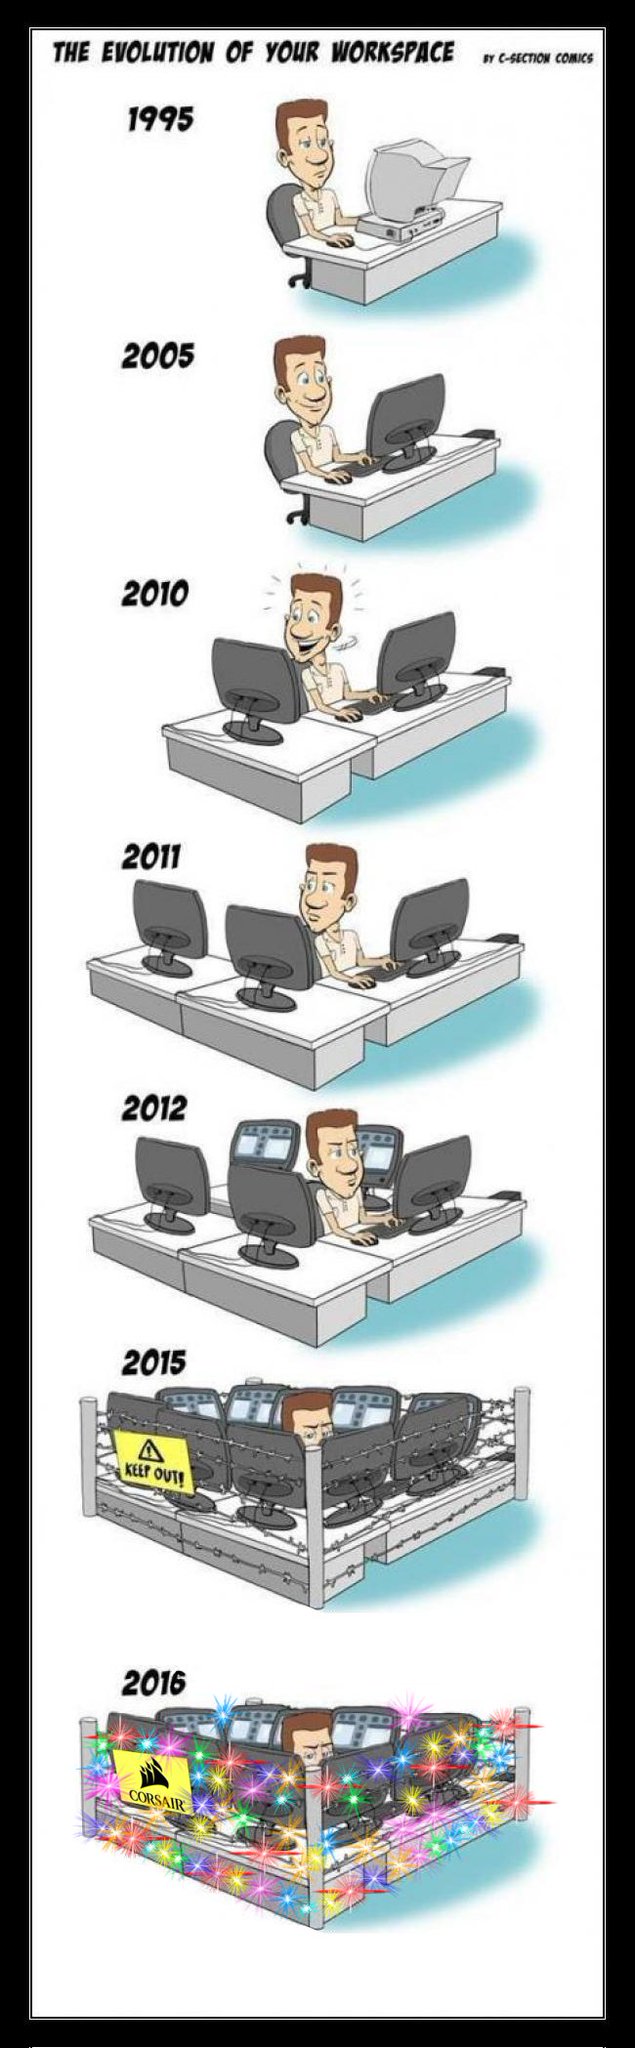 THE EVOLUTION OF YOUR WORKSPACE BY C-SECTION COMICS
1995
2005
2010
2011
2012
2015
KEEP OUT!
2016
CORSAIR